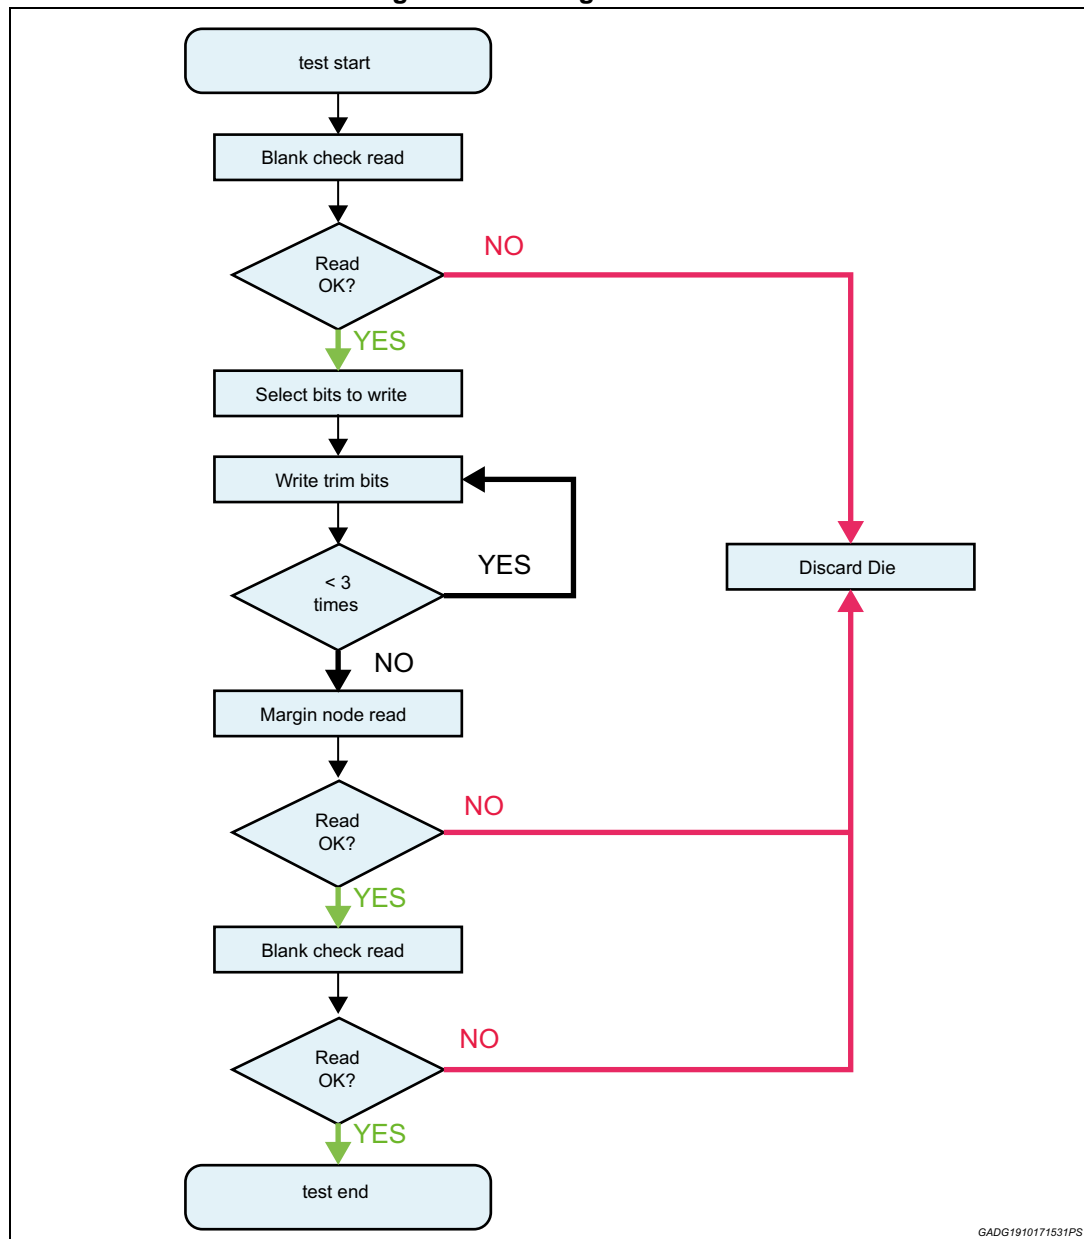 test start
Blank check read
Read
OK?
NO
YES
Select bits to write
Write trim bits
< 3
times
YES
Discard Die
NO
Margin node read
Read
OK?
NO
YES
Blank check read
Read
OK?
NO
YES
test end
GADG1910171531PS